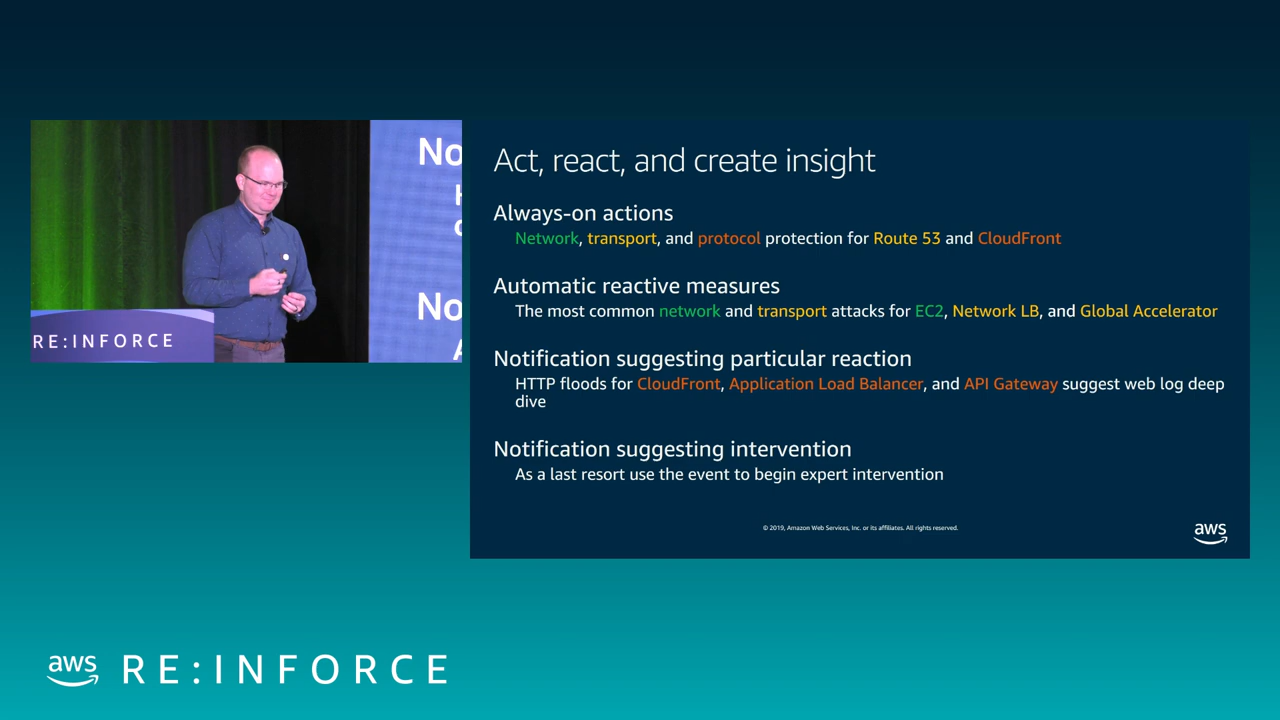 No
H
No
A
RE:INFORCE
Act, react, and create insight
Always-on actions
Network, transport, and protocol protection for Route 53 and CloudFront
Automatic reactive measures
The most common network and transport attacks for EC2, Network LB, and Global Accelerator
Notification suggesting particular reaction
HTTP floods for CloudFront, Application Load Balancer, and API Gateway suggest web log deep
dive
Notification suggesting intervention
As a last resort use the event to begin expert intervention
© 2019, Amazon Web Services, Inc. or its affiliates. All rights reserved.
aws
aws RE:INFORCE